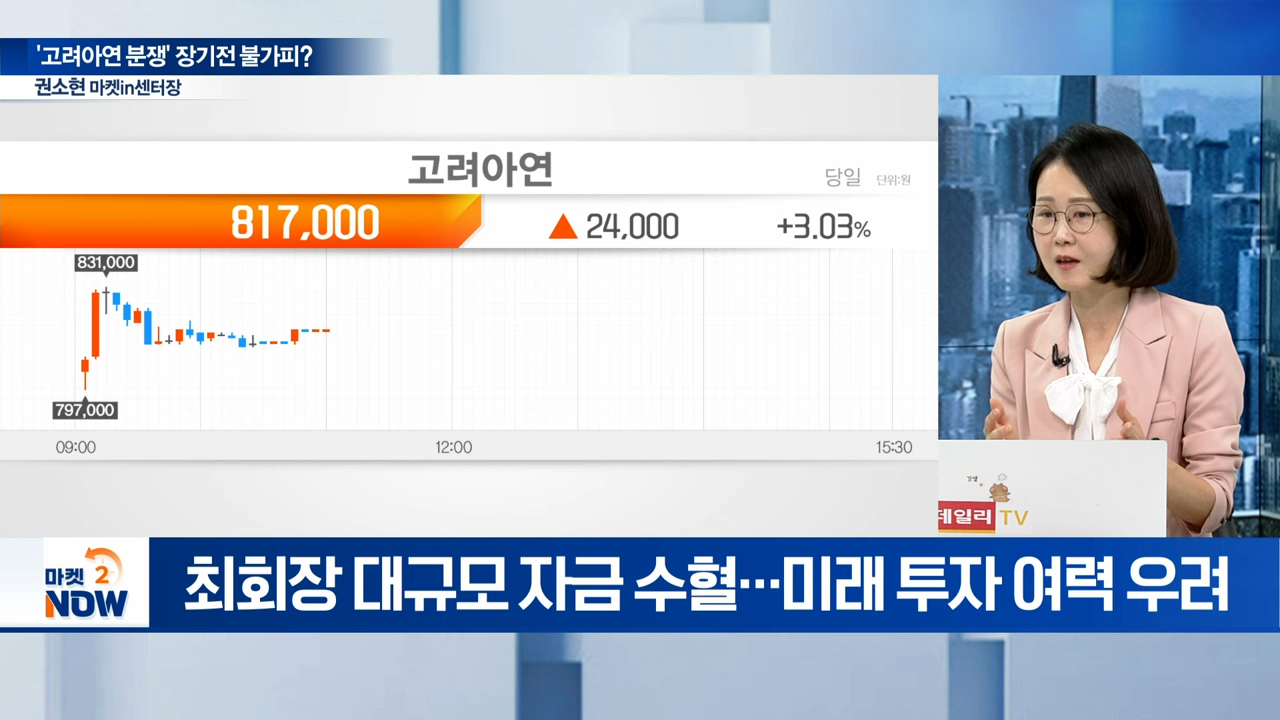 '고려아연 분쟁' 장기전 불가피?
권소현 마켓in센터장
고려아연
당일 단위:원
817,000 ▲ 24,000 +3.03%
831,000
797,000
09:00 12:00 15:30
데일리 TV
마켓 2
NOW
최회장 대규모 자금 수혈…미래 투자 여력 우려